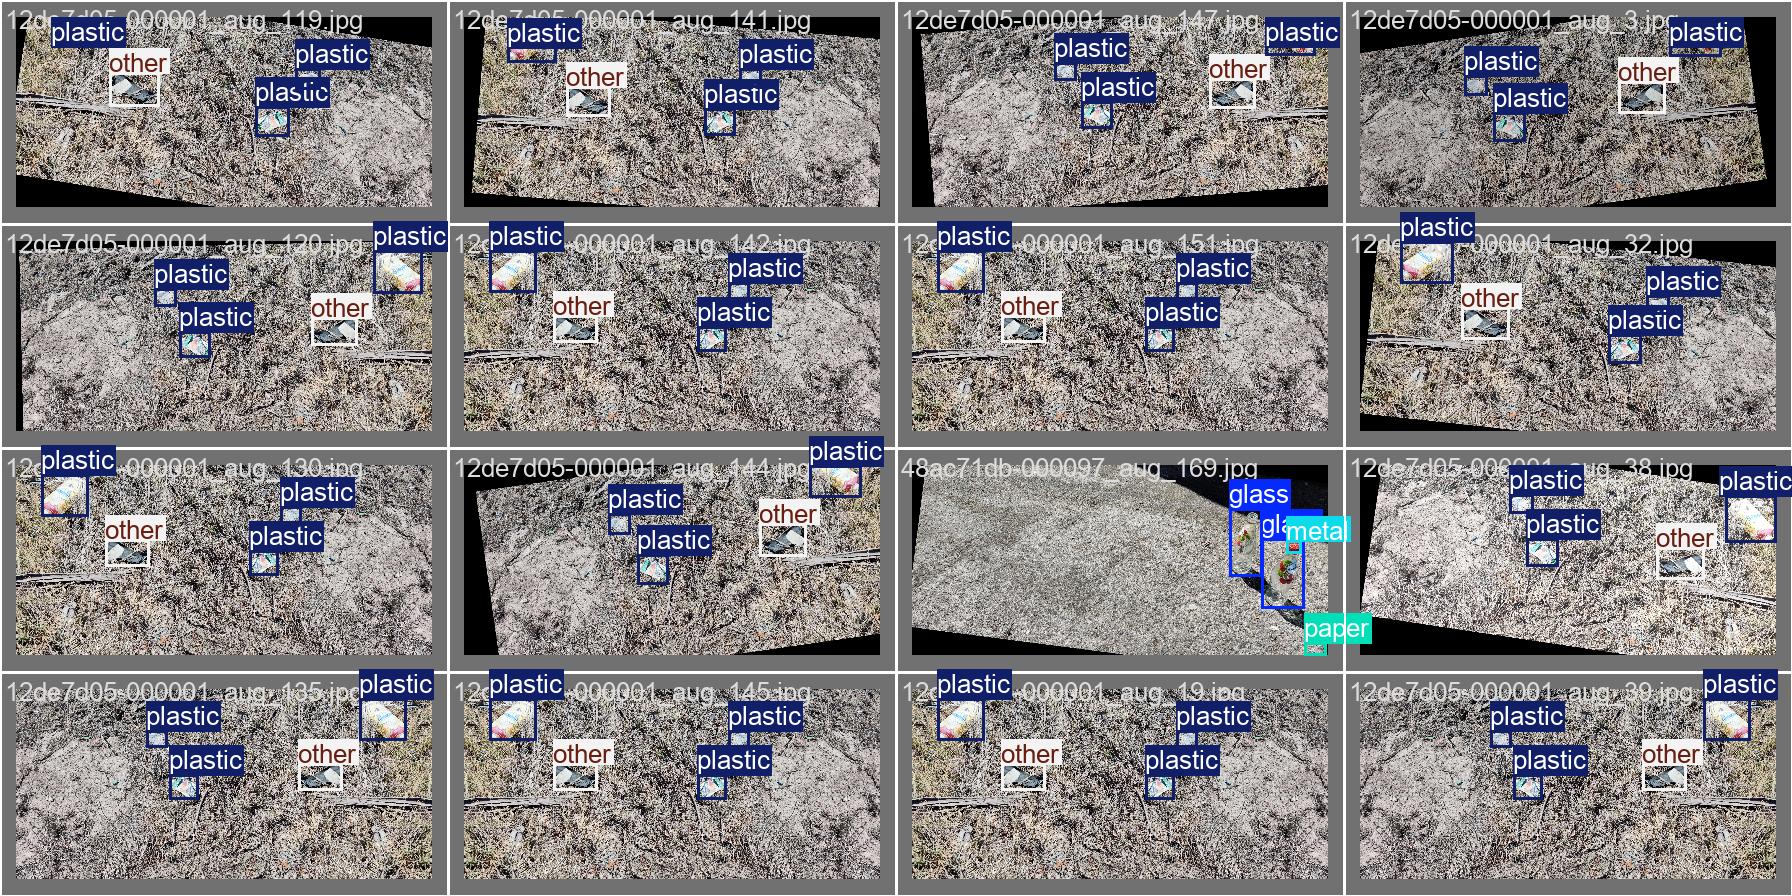 12de7d05-000001_aug_119.jpg
plastic
other
plastic
plastic
12de7d05-000001_aug_141.jpg
plastic
other
plastic
plastic
12de7d05-000001_aug_147.jpg
plastic
plastic
other
plastic
12de7d05-000001_aug_3.jpg
plastic
plastic
other
plastic
12de7d05-000001_aug_120.jpg
plastic
plastic
other
plastic
12de7d05-000001_aug_142.jpg
plastic
plastic
other
plastic
12de7d05-000001_aug_151.jpg
plastic
plastic
other
plastic
12de7d05-000001_aug_32.jpg
plastic
plastic
other
plastic
12de7d05-000001_aug_130.jpg
plastic
plastic
other
plastic
12de7d05-000001_aug_144.jpg
plastic
plastic
other
plastic
48ac71db-000097_aug_169.jpg
glass
metal
paper
12de7d05-000001_aug_38.jpg
plastic
plastic
plastic
other
12de7d05-000001_aug_135.jpg
plastic
plastic
other
plastic
12de7d05-000001_aug_145.jpg
plastic
plastic
other
plastic
12de7d05-000001_aug_19.jpg
plastic
plastic
other
plastic
12de7d05-000001_aug_39.jpg
plastic
plastic
other
plastic